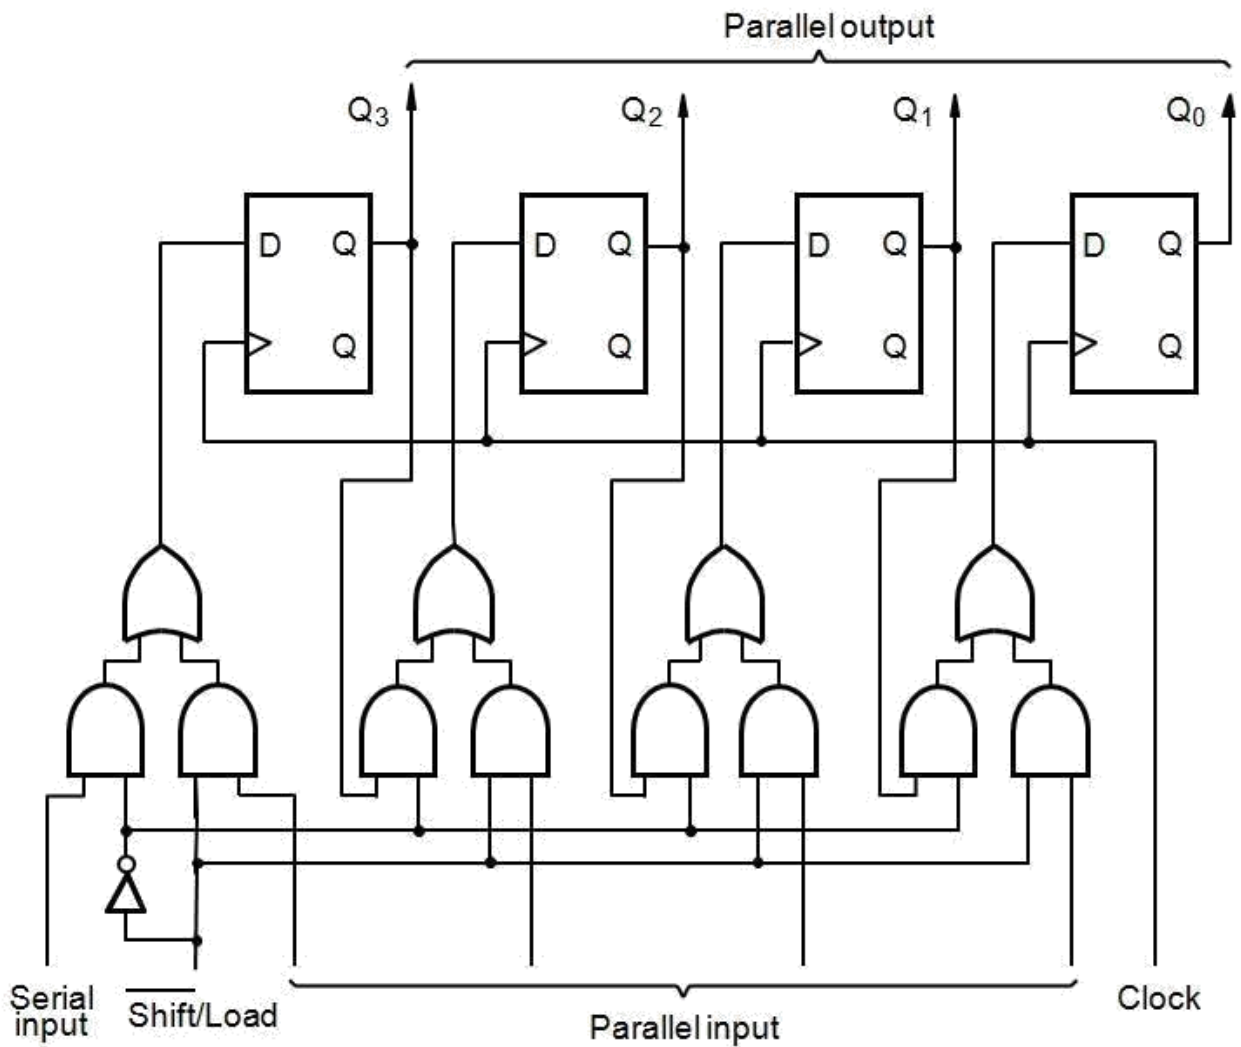 Parallel output
Q3 Q2 Q1 Q0
D Q D Q D Q D Q
Q Q Q Q
Serial
input
Shift/Load
Parallel input
Clock